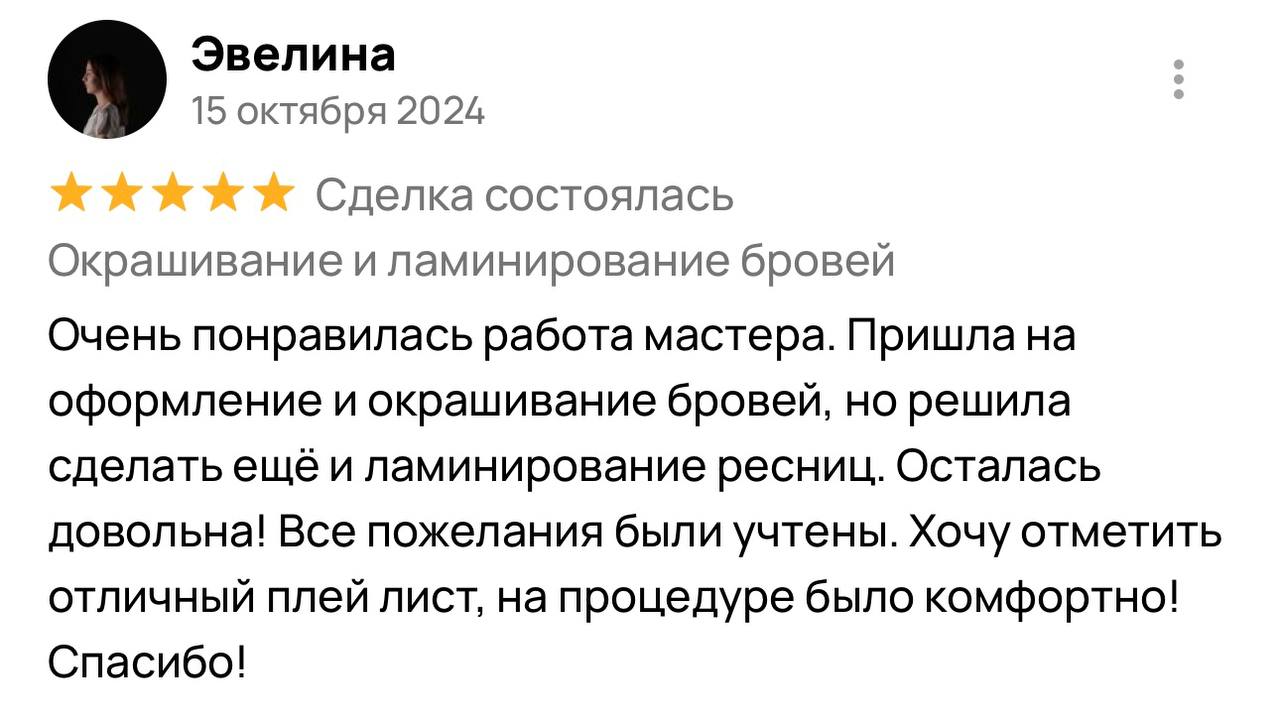 Эвелина
15 октября 2024
Сделка состоялась
Окрашивание и ламинирование бровей
Очень понравилась работа мастера. Пришла на
оформление и окрашивание бровей, но решила
сделать ещё и ламинирование ресниц. Осталась
довольна! Все пожелания были учтены. Хочу отметить
отличный плей лист, на процедуре было комфортно!
Спасибо!